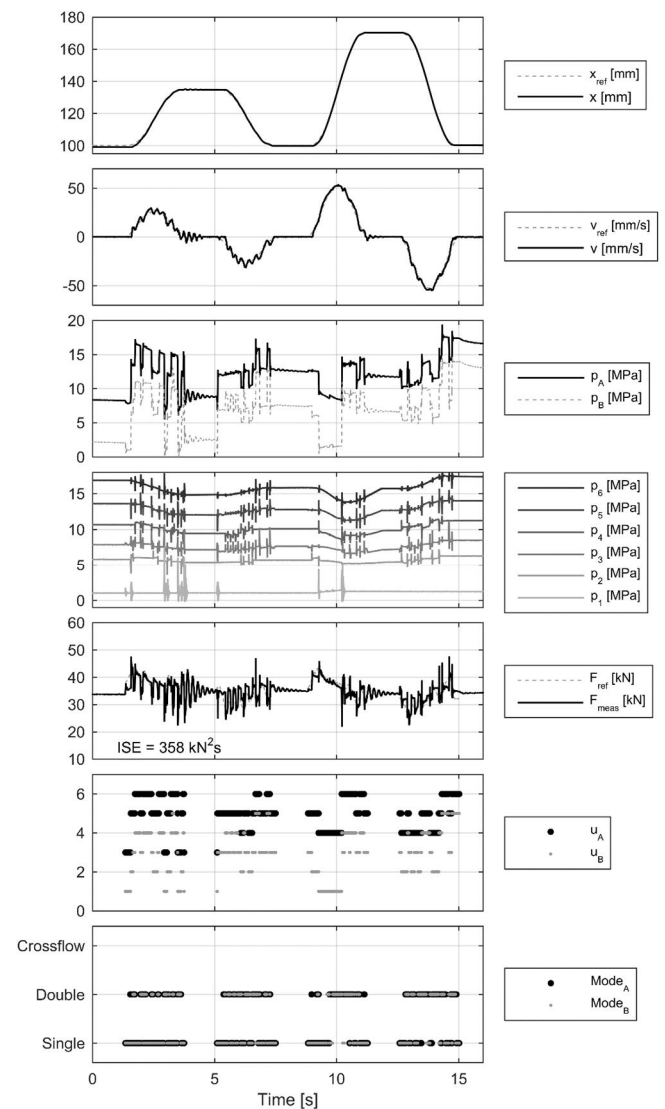 180
160
140
120
100
x_ref [mm]
x [mm]
50
0
-50
v_ref [mm/s]
v [mm/s]
20
15
10
5
0
p_A [MPa]
p_B [MPa]
15
10
5
0
p_6 [MPa]
p_5 [MPa]
p_4 [MPa]
p_3 [MPa]
p_2 [MPa]
p_1 [MPa]
60
50
40
30
20
10
ISE = 358 kN²s
F_ref [kN]
F_meas [kN]
6
4
2
0
u_A
u_B
Crossflow
Double
Single
Mode_A
Mode_B
0 5 10 15
Time [s]